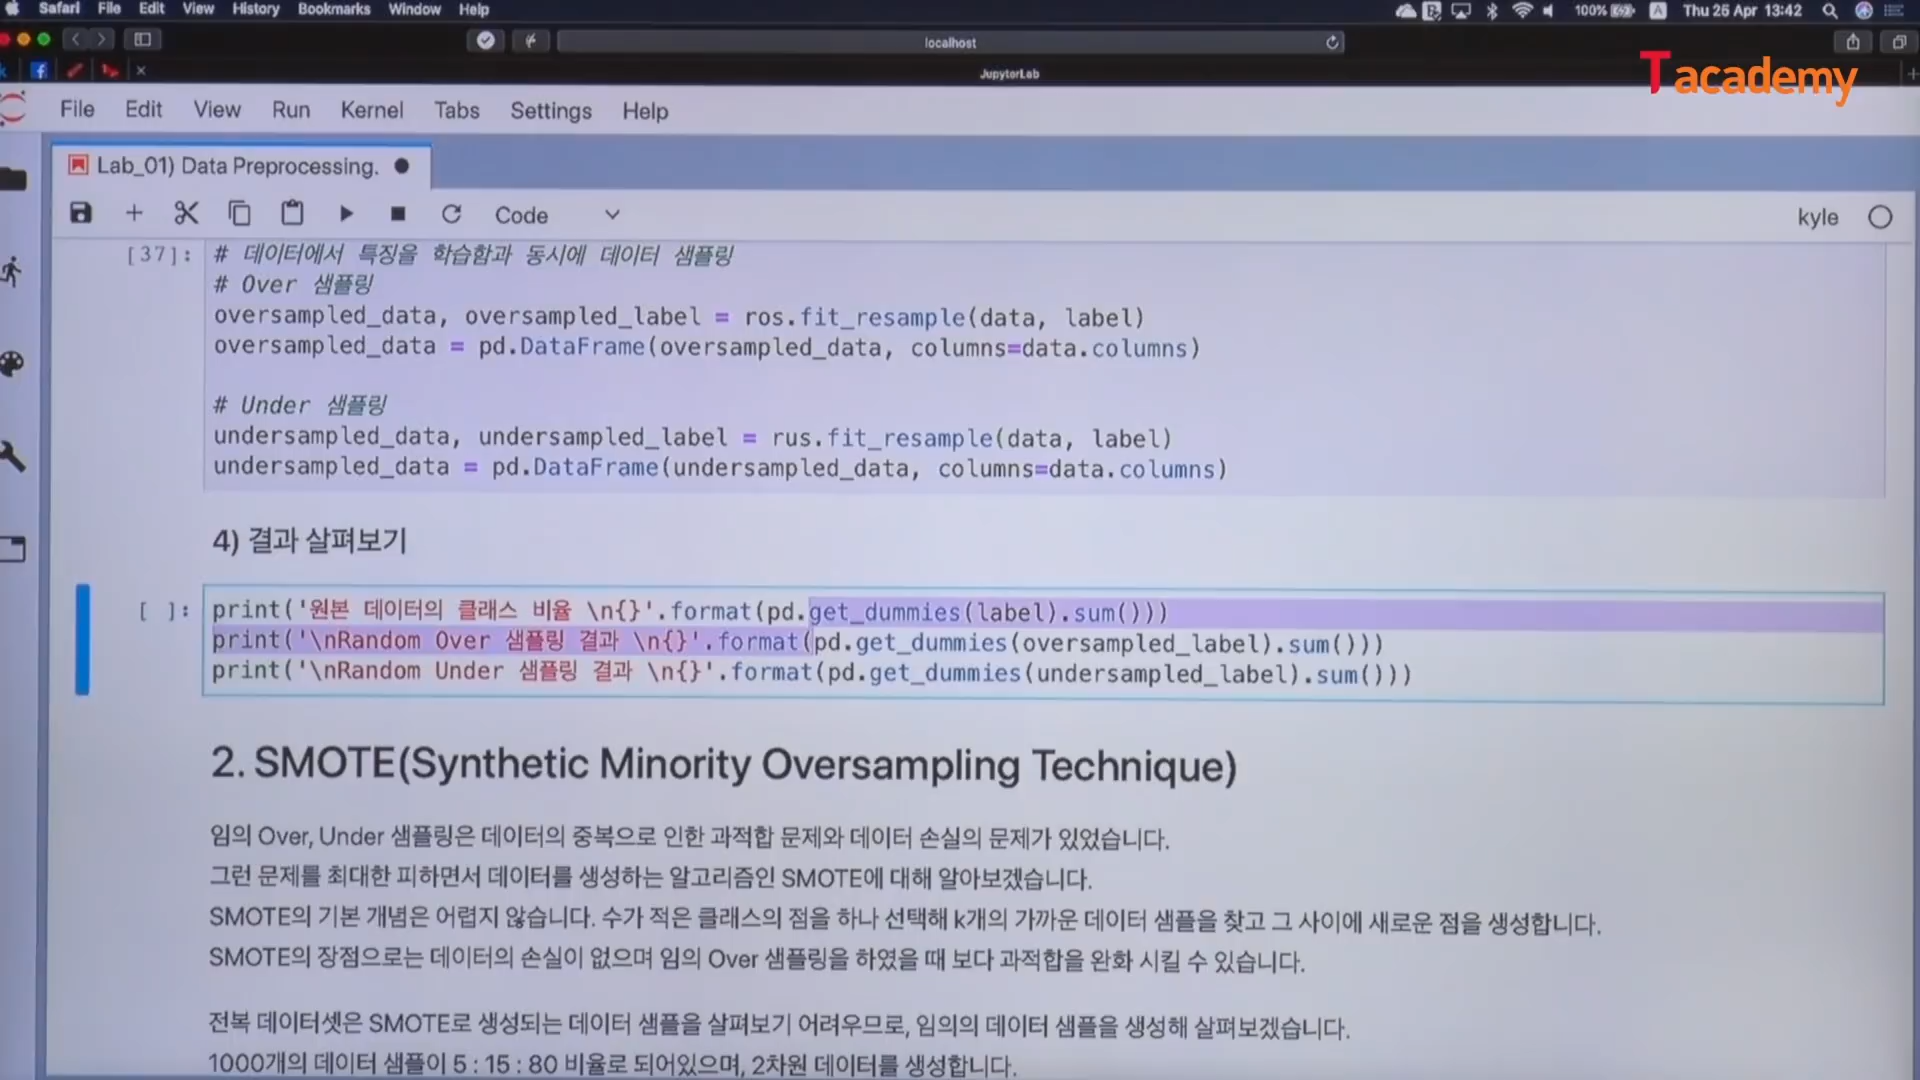 Safari File Edit View History Bookmarks Window Help 100% A Thu 25 Apr 13:42
localhost
JupyterLab
T academy
File Edit View Run Kernel Tabs Settings Help
Lab_01) Data Preprocessing.
Code kyle
[37]: # 데이터에서 특징을 학습함과 동시에 데이터 샘플링
# Over 샘플링
oversampled_data, oversampled_label = ros.fit_resample(data, label)
oversampled_data = pd.DataFrame(oversampled_data, columns=data.columns)
# Under 샘플링
undersampled_data, undersampled_label = rus.fit_resample(data, label)
undersampled_data = pd.DataFrame(undersampled_data, columns=data.columns)
4) 결과 살펴보기
[ ]: print('원본 데이터의 클래스 비율 \n{}'.format(pd.get_dummies(label).sum()))
print('\nRandom Over 샘플링 결과 \n{}'.format(pd.get_dummies(oversampled_label).sum()))
print('\nRandom Under 샘플링 결과 \n{}'.format(pd.get_dummies(undersampled_label).sum()))
2. SMOTE(Synthetic Minority Oversampling Technique)
임의 Over, Under 샘플링은 데이터의 중복으로 인한 과적합 문제와 데이터 손실의 문제가 있었습니다.
그런 문제를 최대한 피하면서 데이터를 생성하는 알고리즘인 SMOTE에 대해 알아보겠습니다.
SMOTE의 기본 개념은 어렵지 않습니다. 수가 적은 클래스의 점을 하나 선택해 k개의 가까운 데이터 샘플을 찾고 그 사이에 새로운 점을 생성합니다.
SMOTE의 장점으로는 데이터의 손실이 없으며 임의 Over 샘플링을 하였을 때 보다 과적합을 완화 시킬 수 있습니다.
전복 데이터셋은 SMOTE로 생성되는 데이터 샘플을 살펴보기 어려우므로, 임의의 데이터 샘플을 생성해 살펴보겠습니다.
1000개의 데이터 샘플이 5 : 15 : 80 비율로 되어있으며, 2차원 데이터를 생성합니다.